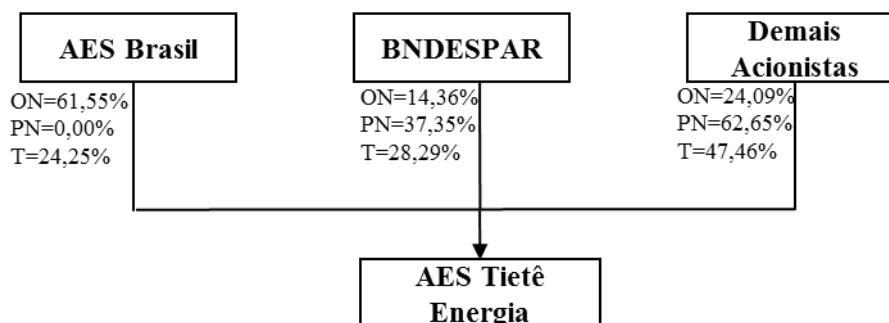 AES Brasil
ON=61,55%
PN=0,00%
T=24,25%
BNDESPAR
ON=14,36%
PN=37,35%
T=28,29%
Demais
Acionistas
ON=24,09%
PN=62,65%
T=47,46%
AES Tietê
Energia